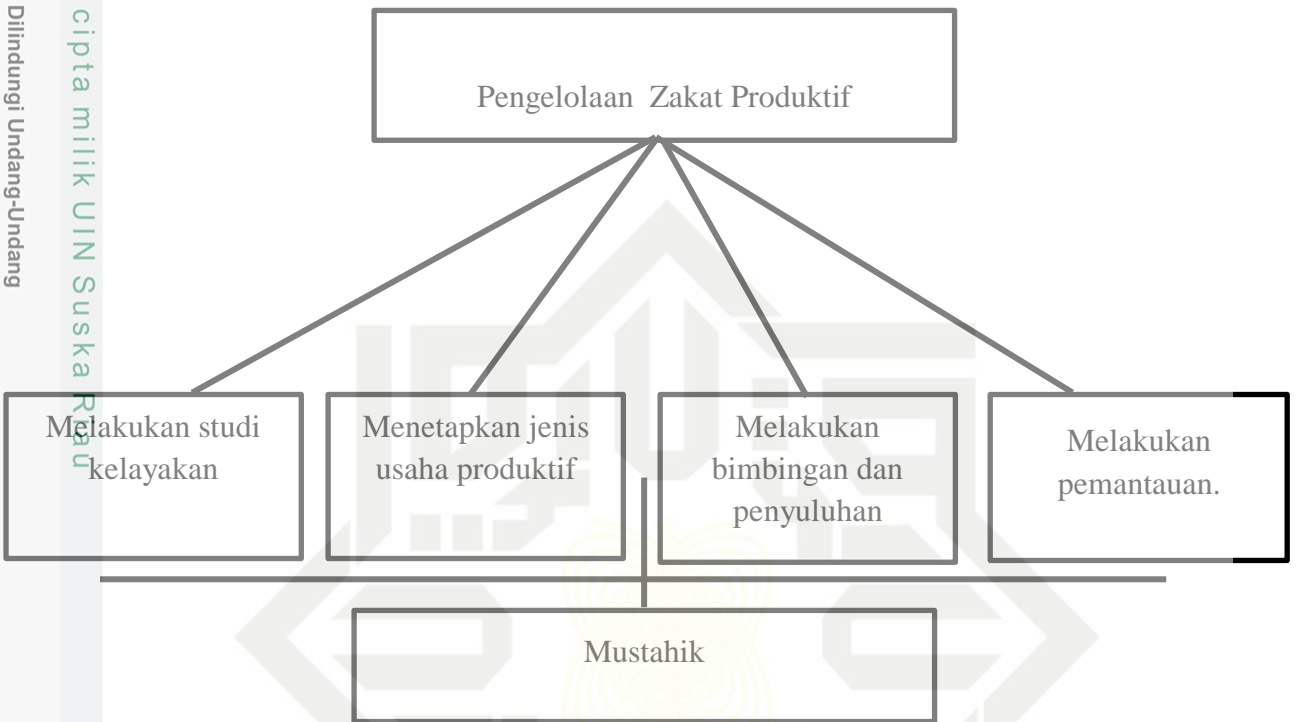 Dilindungi Undang-Undang
cipta milik UIN Suska Riau
Pengelolaan Zakat Produktif
Melakukan studi
kelayakan
Menetapkan jenis
usaha produktif
Melakukan
bimbingan dan
penyuluhan
Melakukan
pemantauan.
Mustahik